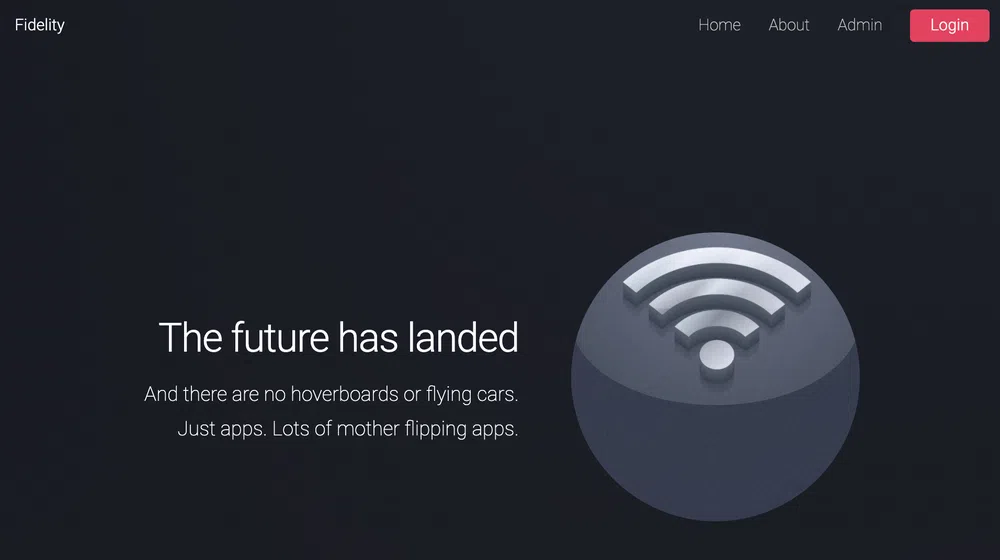 Fidelity
Home About Admin Login
The future has landed
And there are no hoverboards or flying cars.
Just apps. Lots of mother flipping apps.